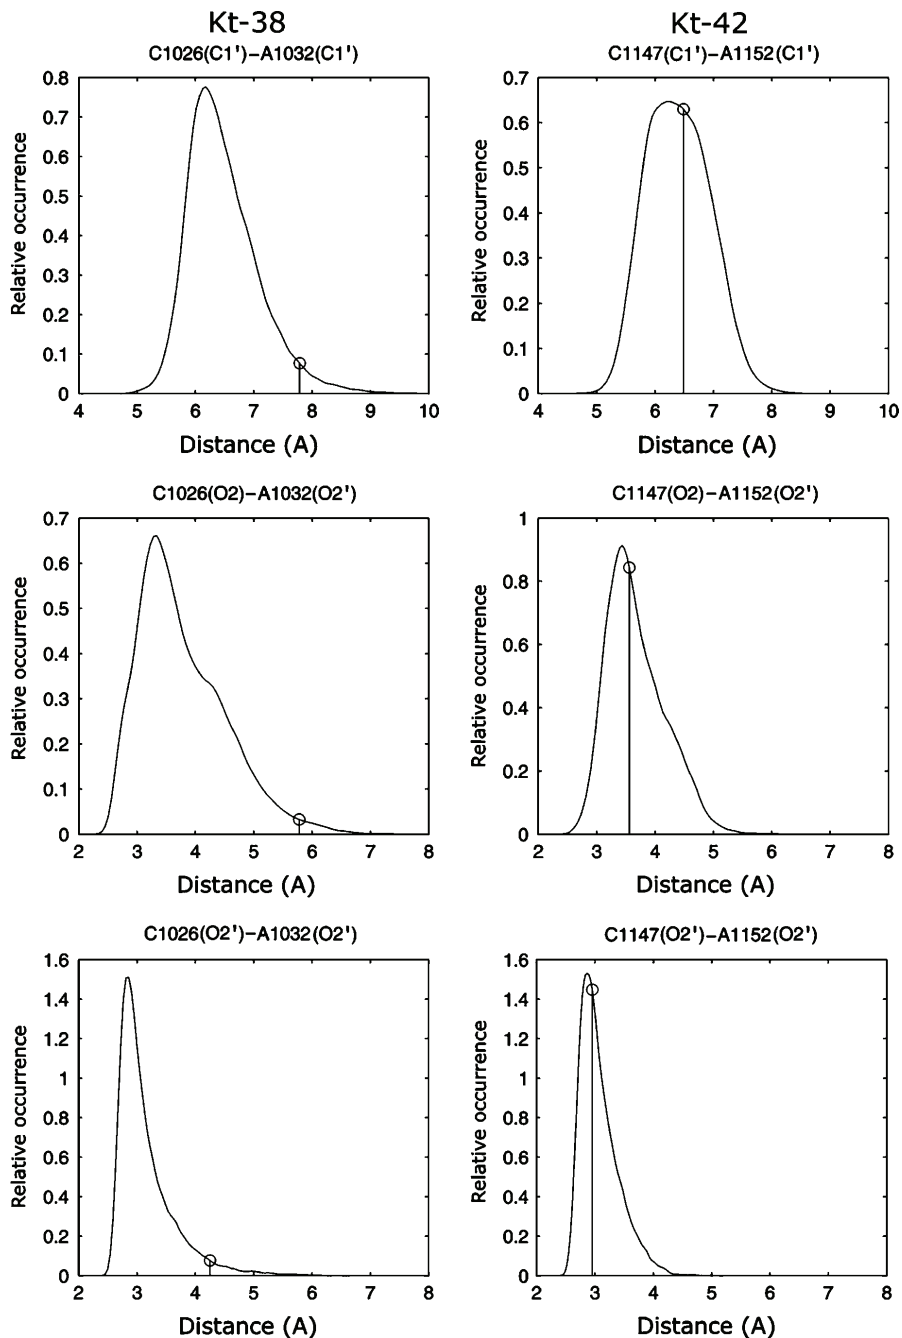 Kt-38
Kt-42
C1026(C1')−A1032(C1')
C1147(C1')−A1152(C1')
Relative occurrence
0.8
0.7
0.6
0.5
0.4
0.3
0.2
0.1
0
4 5 6 7 8 9 10
Distance (A)
Relative occurrence
0.7
0.6
0.5
0.4
0.3
0.2
0.1
0
4 5 6 7 8 9 10
Distance (A)
C1026(O2)−A1032(O2')
C1147(O2)−A1152(O2')
Relative occurrence
0.7
0.6
0.5
0.4
0.3
0.2
0.1
0
2 3 4 5 6 7 8
Distance (A)
Relative occurrence
1
0.8
0.6
0.4
0.2
0
2 3 4 5 6 7 8
Distance (A)
C1026(O2')−A1032(O2')
C1147(O2')−A1152(O2')
Relative occurrence
1.6
1.4
1.2
1
0.8
0.6
0.4
0.2
0
2 3 4 5 6 7 8
Distance (A)
Relative occurrence
1.6
1.4
1.2
1
0.8
0.6
0.4
0.2
0
2 3 4 5 6 7 8
Distance (A)